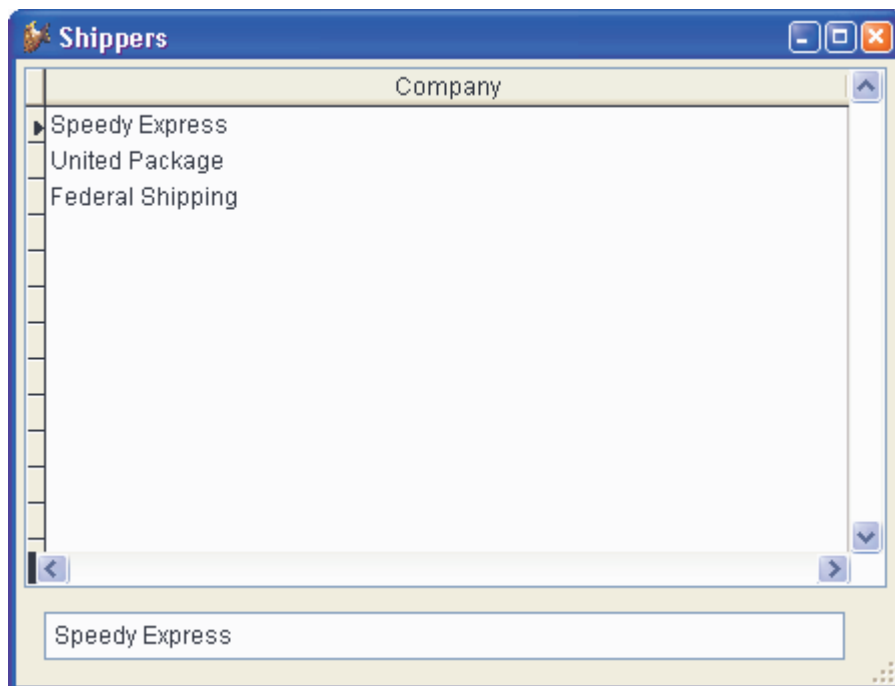 Shippers
Company
Speedy Express
United Package
Federal Shipping
Speedy Express